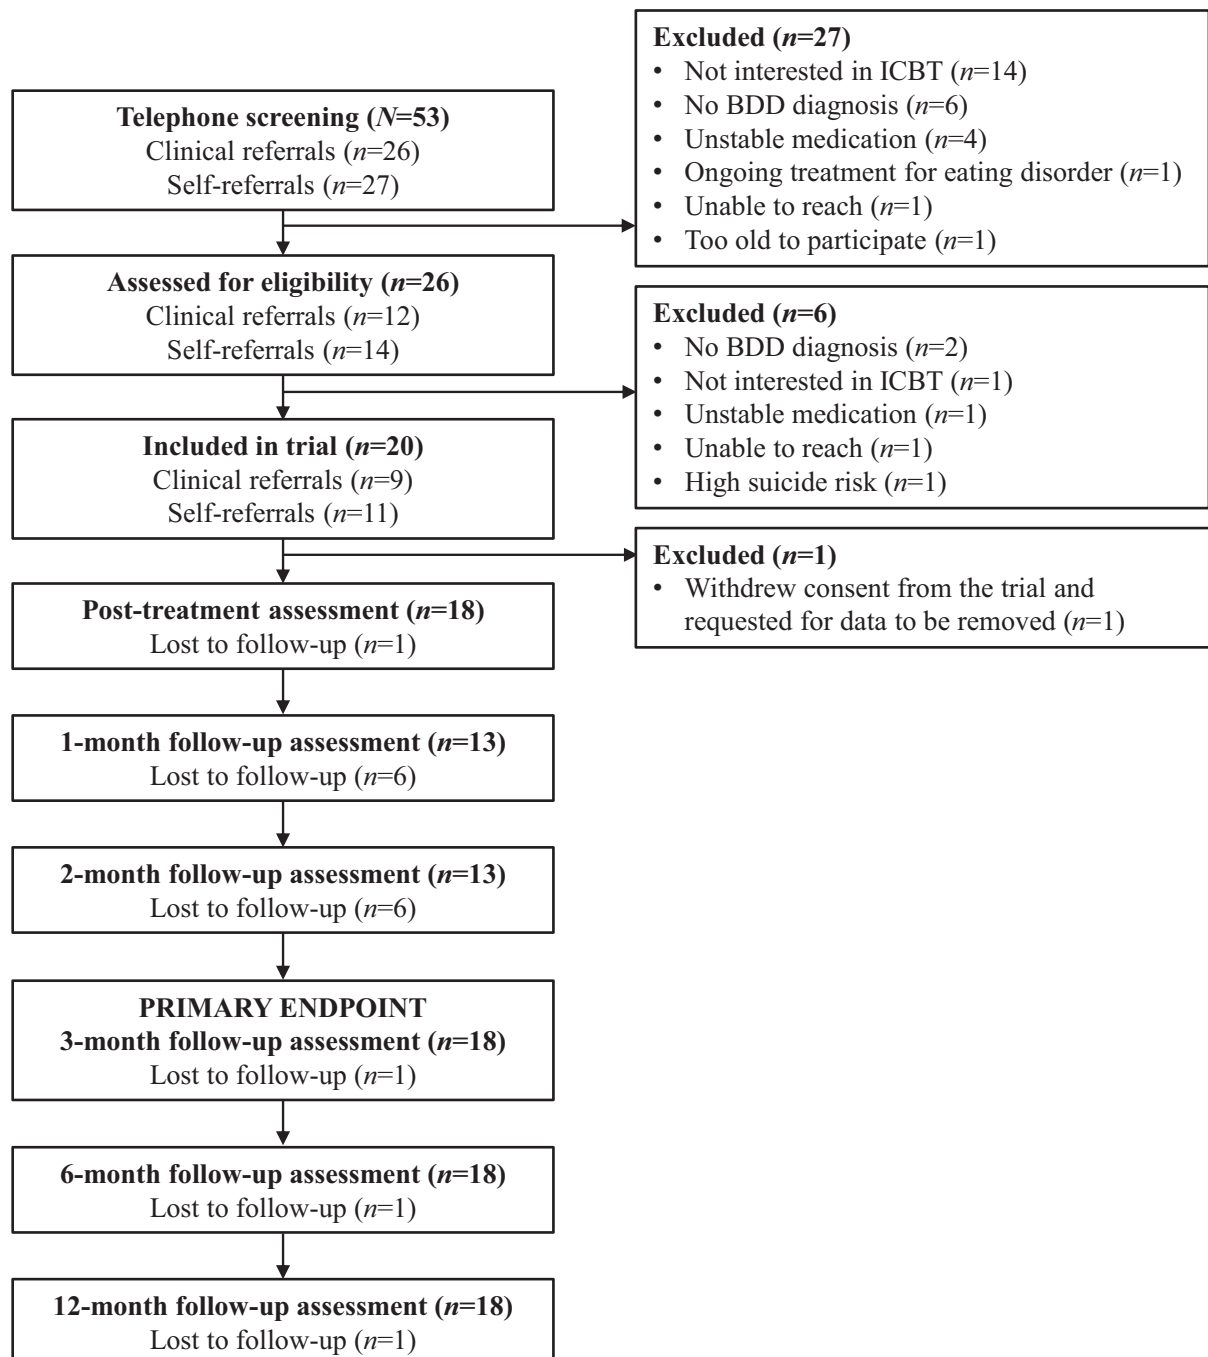 Telephone screening (N=53)
Clinical referrals (n=26)
Self-referrals (n=27)
Excluded (n=27)
• Not interested in ICBT (n=14)
• No BDD diagnosis (n=6)
• Unstable medication (n=4)
• Ongoing treatment for eating disorder (n=1)
• Unable to reach (n=1)
• Too old to participate (n=1)
Assessed for eligibility (n=26)
Clinical referrals (n=12)
Self-referrals (n=14)
Excluded (n=6)
• No BDD diagnosis (n=2)
• Not interested in ICBT (n=1)
• Unstable medication (n=1)
• Unable to reach (n=1)
• High suicide risk (n=1)
Included in trial (n=20)
Clinical referrals (n=9)
Self-referrals (n=11)
Excluded (n=1)
• Withdrew consent from the trial and
requested for data to be removed (n=1)
Post-treatment assessment (n=18)
Lost to follow-up (n=1)
1-month follow-up assessment (n=13)
Lost to follow-up (n=6)
2-month follow-up assessment (n=13)
Lost to follow-up (n=6)
PRIMARY ENDPOINT
3-month follow-up assessment (n=18)
Lost to follow-up (n=1)
6-month follow-up assessment (n=18)
Lost to follow-up (n=1)
12-month follow-up assessment (n=18)
Lost to follow-up (n=1)